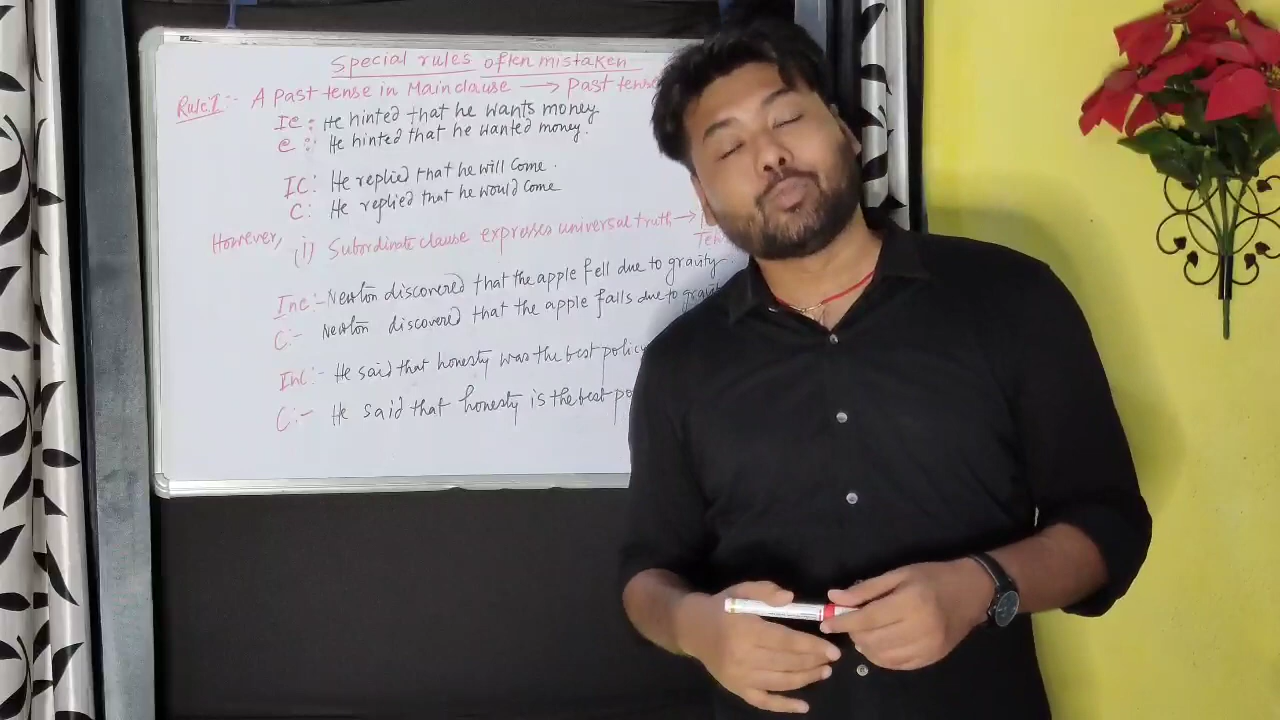 Special rules often mistaken
Rule 1:- A Past tense in Main clause → Past tense
Ic : He hinted that he wants money
C : He hinted that he wanted money.
IC: He replied that he will come.
C: He replied that he would come
However, (i) Subordinate clause expresses universal truth →
Inc:- Newton discovered that the apple fell due to gravity.
C:- Newton discovered that the apple falls due to
Inc:- He said that honesty was the best policy
C:- He said that honesty is the best